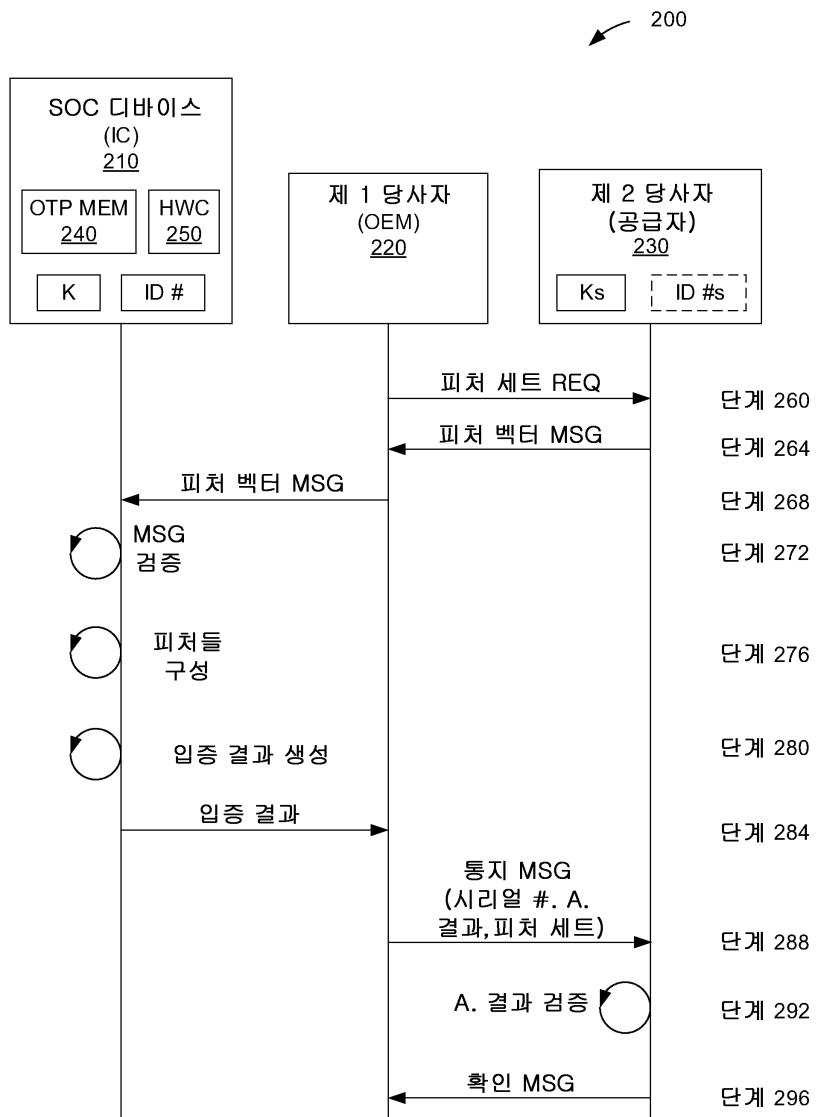 200
SOC 디바이스
(IC)
210
OTP MEM
240
HWC
250
K
ID #
제 1 당사자
(OEM)
220
제 2 당사자
(공급자)
230
Ks
ID #s
피처 세트 REQ
단계 260
피처 벡터 MSG
단계 264
피처 벡터 MSG
단계 268
MSG
검증
단계 272
피처들
구성
단계 276
입증 결과 생성
단계 280
입증 결과
단계 284
통지 MSG
(시리얼 #. A.
결과,피처 세트)
단계 288
A. 결과 검증
단계 292
확인 MSG
단계 296